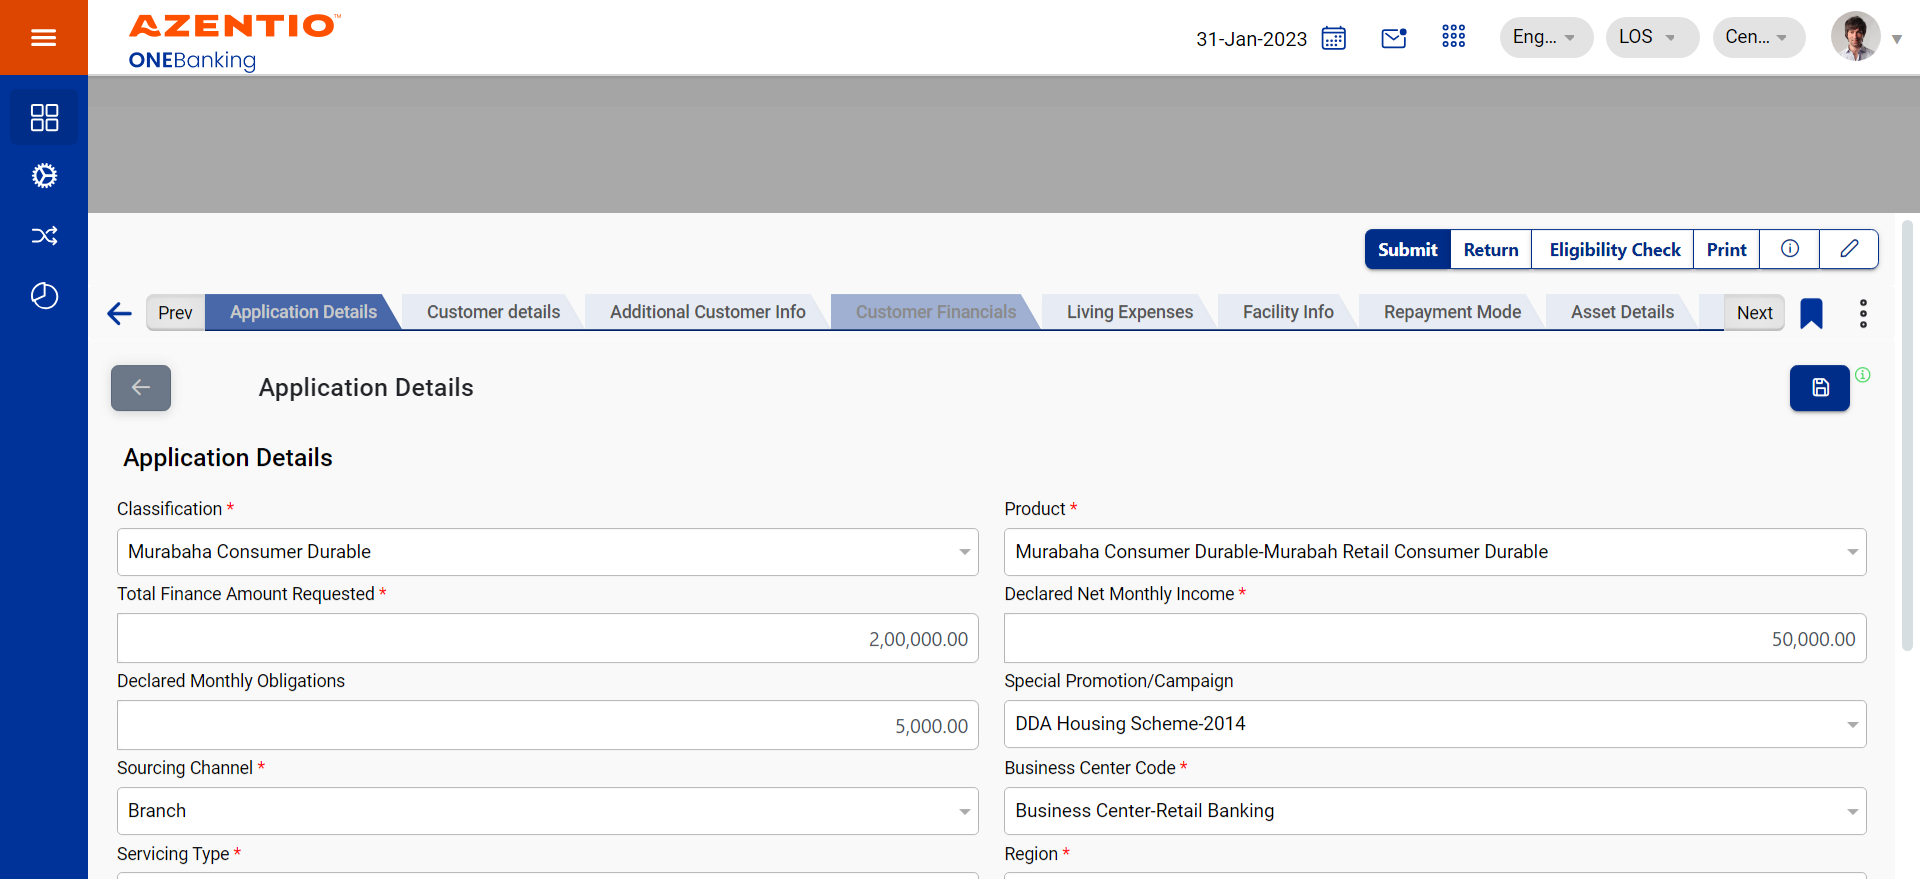 AZENTIO™
ONEBanking
31-Jan-2023
Eng...
LOS
Cen...
Submit
Return
Eligibility Check
Print
Prev
Application Details
Customer details
Additional Customer Info
Customer Financials
Living Expenses
Facility Info
Repayment Mode
Asset Details
Next
Application Details
Application Details
Classification *
Product *
Murabaha Consumer Durable
Murabaha Consumer Durable-Murabah Retail Consumer Durable
Total Finance Amount Requested *
Declared Net Monthly Income *
2,00,000.00
50,000.00
Declared Monthly Obligations
Special Promotion/Campaign
5,000.00
DDA Housing Scheme-2014
Sourcing Channel *
Business Center Code *
Branch
Business Center-Retail Banking
Servicing Type *
Region *